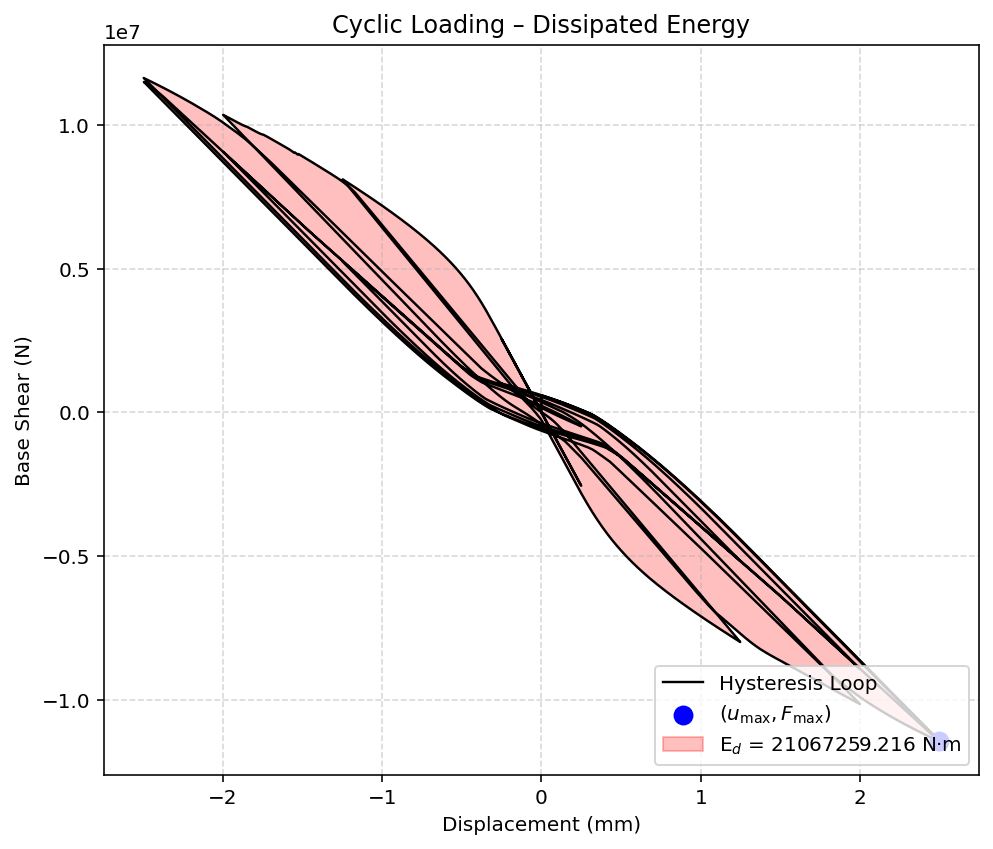 Cyclic Loading – Dissipated Energy
1e7
1.0
0.5
0.0
−0.5
−1.0
Base Shear (N)
Hysteresis Loop
(u_max, F_max)
E_d = 21067259.216 N·m
−2
−1
0
1
2
Displacement (mm)